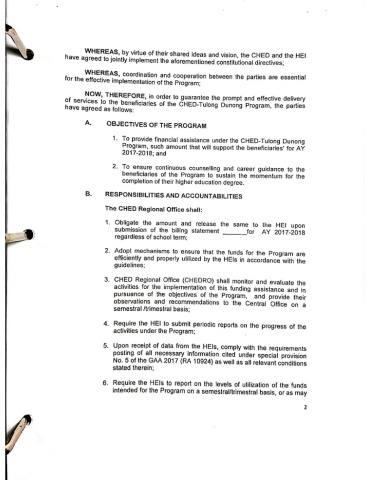 WHEREAS, by virtue of their shared ideas and vision, the CHED and the HEI
have agreed to jointly implement the aforementioned constitutional directives;
WHEREAS, coordination and cooperation between the parties are essential
for the effective implementation of the Program;
NOW, THEREFORE, in order to guarantee the prompt and effective delivery
of services to the beneficiaries of the CHED-Tulong Dunong Program, the parties
have agreed as follows:
A. OBJECTIVES OF THE PROGRAM
1. To provide financial assistance under the CHED-Tulong Dunong
Program, such amount that will support the beneficiaries' for AY
2017-2018; and
2. To ensure continuous counselling and career guidance to the
beneficiaries of the Program to sustain the momentum for the
completion of their higher education degree.
B. RESPONSIBILITIES AND ACCOUNTABILITIES
The CHED Regional Office shall:
1. Obligate the amount and release the same to the HEI upon
submission of the billing statement ______for AY 2017-2018
regardless of school term;
2. Adopt mechanisms to ensure that the funds for the Program are
efficiently and properly utilized by the HEIs in accordance with the
guidelines;
3. CHED Regional Office (CHEDRO) shall monitor and evaluate the
activities for the implementation of this funding assistance and in
pursuance of the objectives of the Program, and provide their
observations and recommendations to the Central Office on a
semestral /trimestral basis;
4. Require the HEI to submit periodic reports on the progress of the
activities under the Program;
5. Upon receipt of data from the HEIs, comply with the requirements
posting of all necessary information cited under special provision
No. 5 of the GAA 2017 (RA 10924) as well as all relevant conditions
stated therein;
6. Require the HEIs to report on the levels of utilization of the funds
intended for the Program on a semestral/trimestral basis, or as may
2